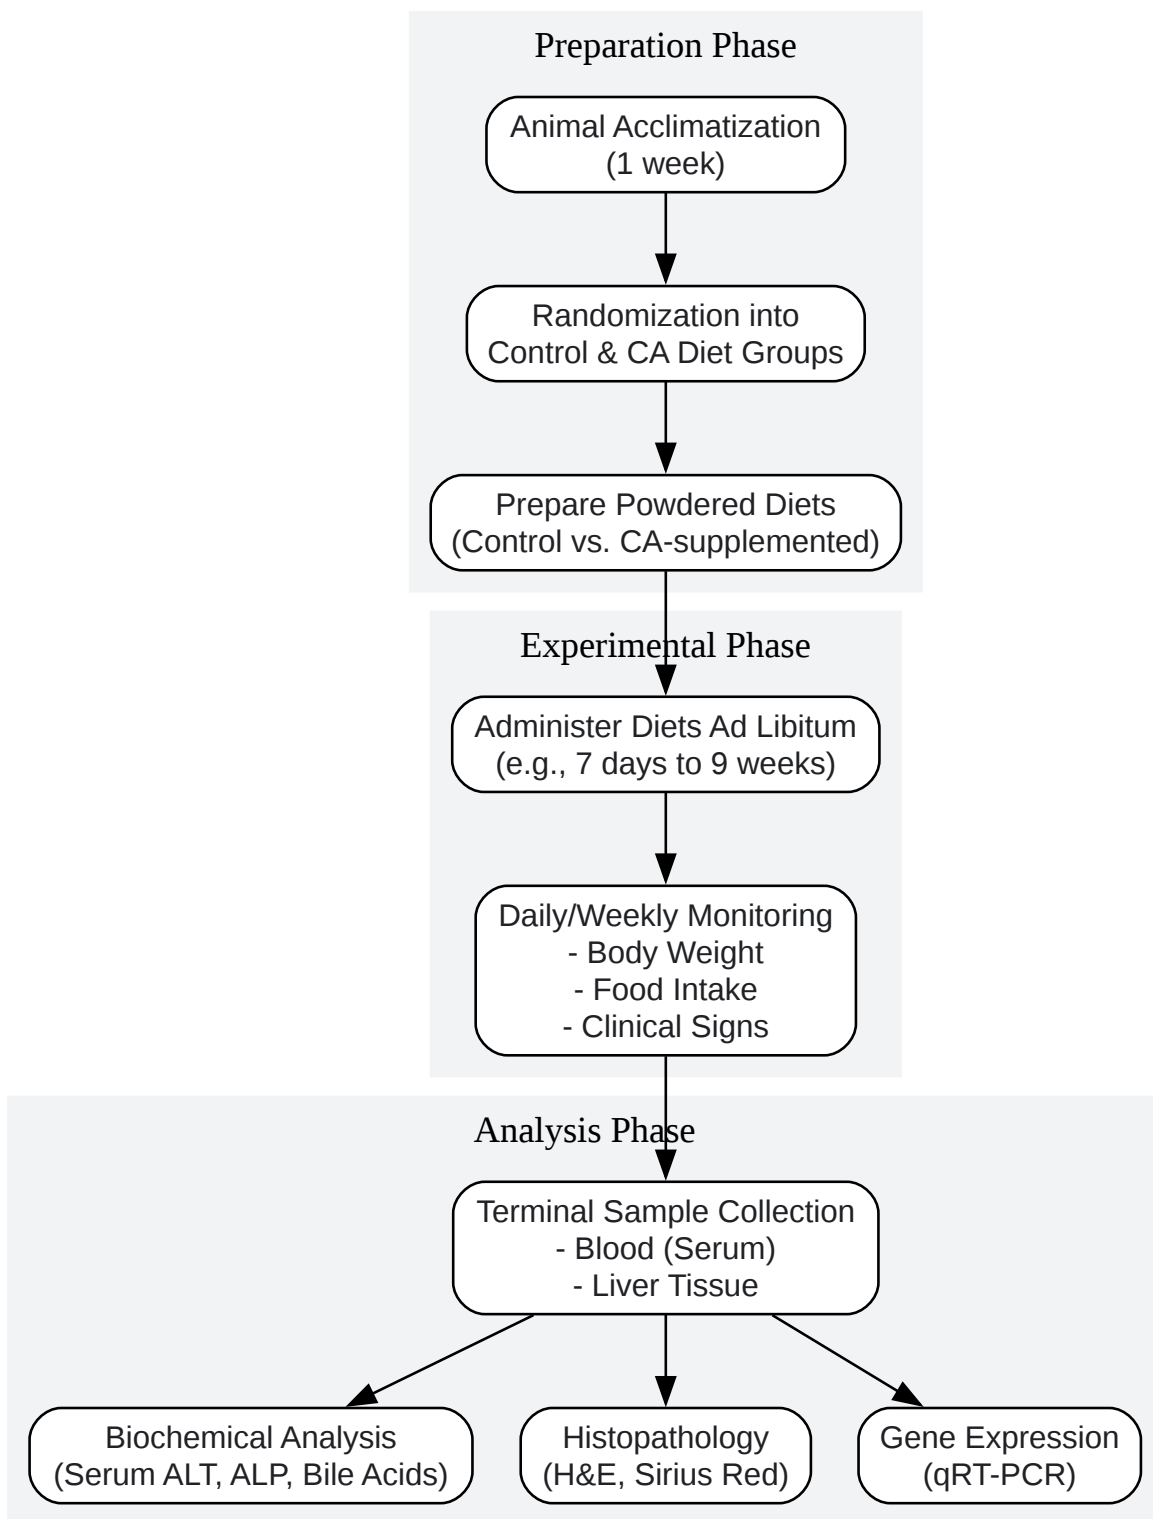 Preparation Phase
Animal Acclimatization
(1 week)
Randomization into
Control & CA Diet Groups
Prepare Powdered Diets
(Control vs. CA-supplemented)
Experimental Phase
Administer Diets Ad Libitum
(e.g., 7 days to 9 weeks)
Daily/Weekly Monitoring
- Body Weight
- Food Intake
- Clinical Signs
Analysis Phase
Terminal Sample Collection
- Blood (Serum)
- Liver Tissue
Biochemical Analysis
(Serum ALT, ALP, Bile Acids)
Histopathology
(H&E, Sirius Red)
Gene Expression
(qRT-PCR)